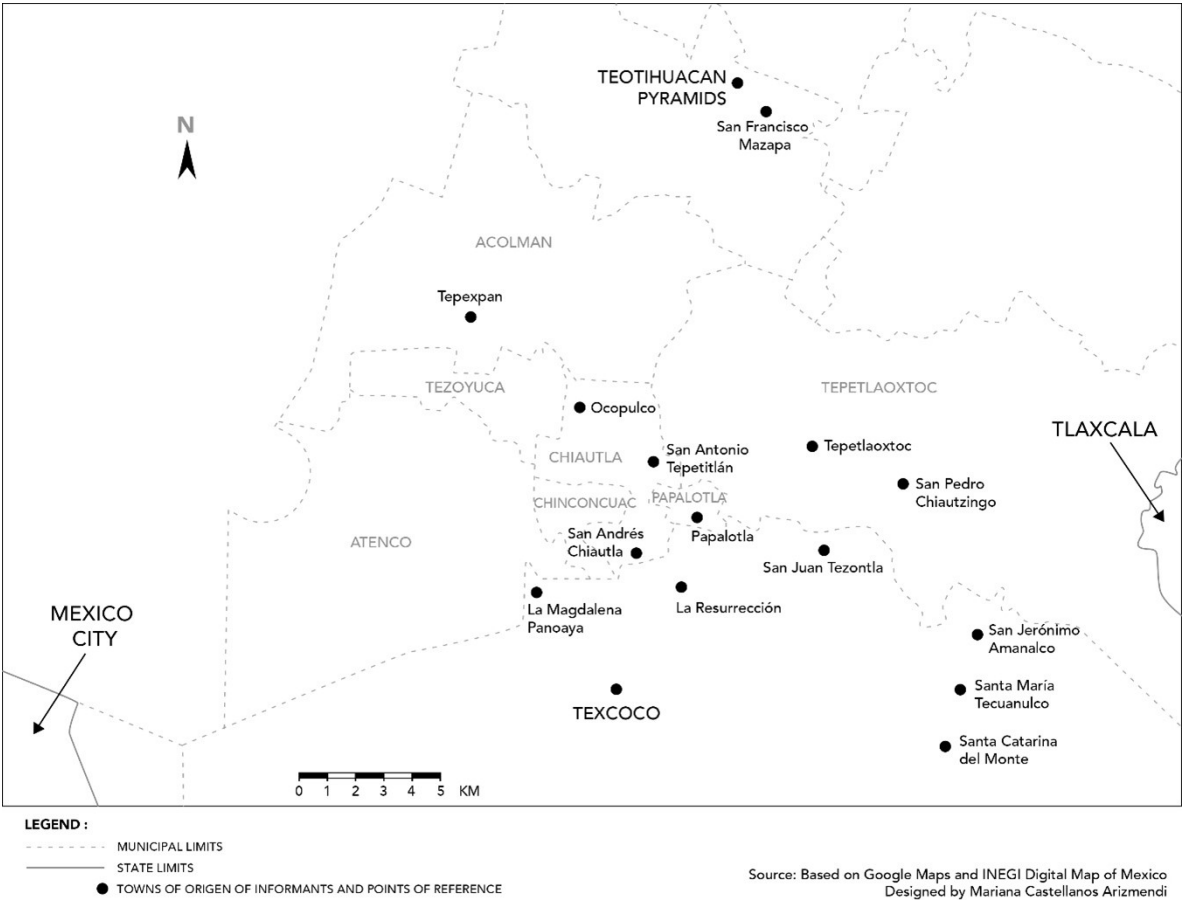 TEOTIHUACAN
PYRAMIDS
San Francisco
Mazapa
N
ACOLMAN
Tepexpan
TEZOYUCA
TEPETLAOXTOC
Ocopulco
TLAXCALA
San Antonio
Tepetitlán
Tepetlaoxtoc
CHIAUTLA
San Pedro
Chiautzingo
CHINCONCUAC
PAPALOTLA
San Andrés
Chiautla
Papalotla
ATENCO
San Juan Tezontla
La Magdalena
Panoaya
La Resurrección
MEXICO
CITY
San Jerónimo
Amanalco
Santa María
Tecuanulco
TEXCOCO
Santa Catarina
del Monte
0 1 2 3 4 5 KM
LEGEND :
MUNICIPAL LIMITS
STATE LIMITS
TOWNS OF ORIGEN OF INFORMANTS AND POINTS OF REFERENCE
Source: Based on Google Maps and INEGI Digital Map of Mexico
Designed by Mariana Castellanos Arizmendi